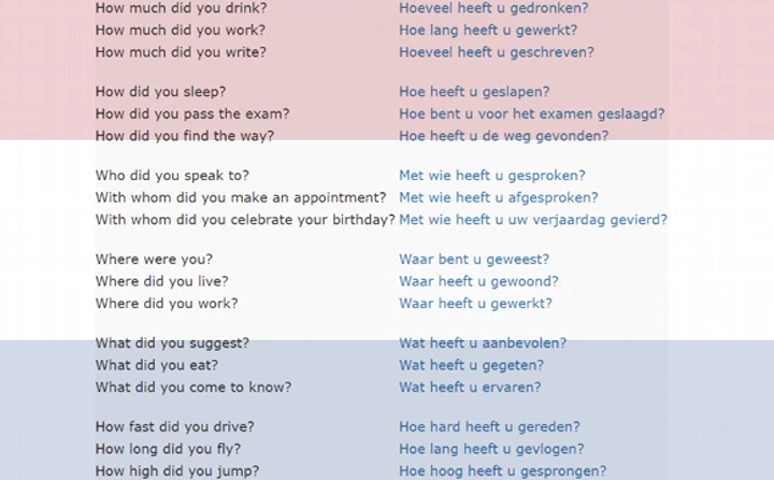 How much did you drink? Hoeveel heeft u gedronken?
How much did you work? Hoe lang heeft u gewerkt?
How much did you write? Hoeveel heeft u geschreven?
How did you sleep? Hoe heeft u geslapen?
How did you pass the exam? Hoe bent u voor het examen geslaagd?
How did you find the way? Hoe heeft u de weg gevonden?
Who did you speak to? Met wie heeft u gesproken?
With whom did you make an appointment? Met wie heeft u afgesproken?
With whom did you celebrate your birthday? Met wie heeft u uw verjaardag gevierd?
Where were you? Waar bent u geweest?
Where did you live? Waar heeft u gewoond?
Where did you work? Waar heeft u gewerkt?
What did you suggest? Wat heeft u aanbevolen?
What did you eat? Wat heeft u gegeten?
What did you come to know? Wat heeft u ervaren?
How fast did you drive? Hoe hard heeft u gereden?
How long did you fly? Hoe lang heeft u gevlogen?
How high did you jump? Hoe hoog heeft u gesprongen?